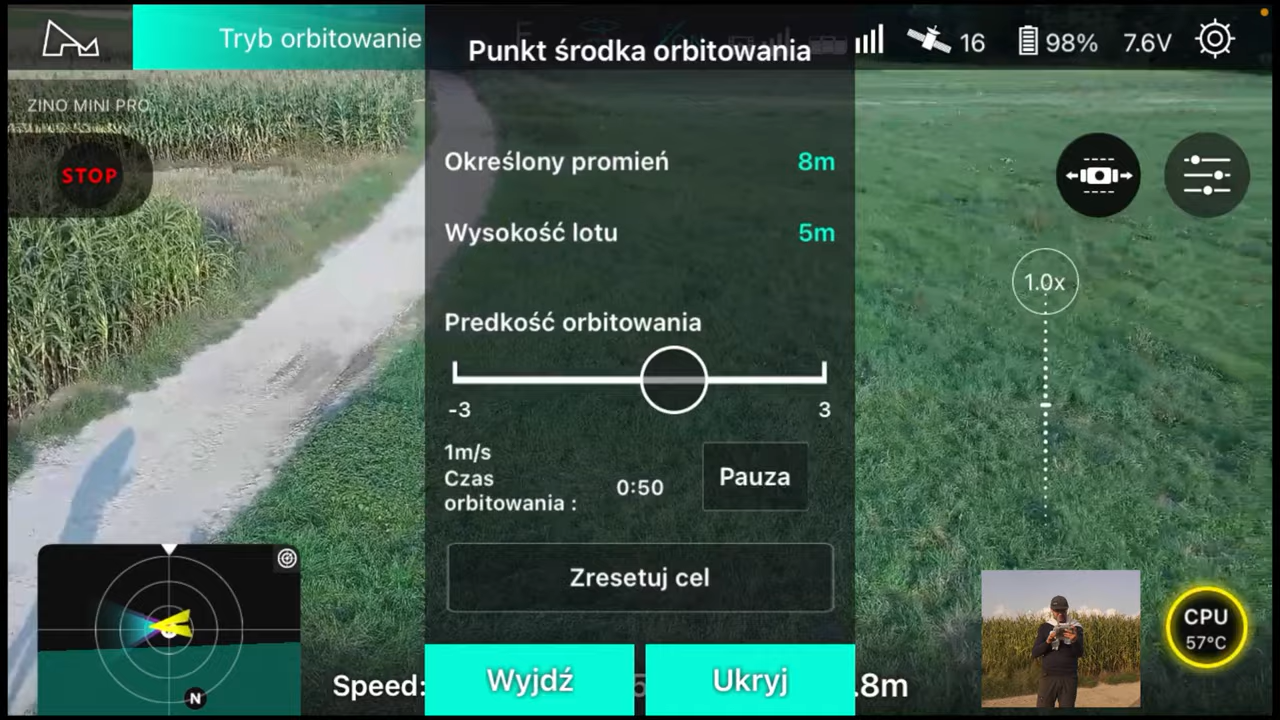 Tryb orbitowanie
Punkt środka orbitowania
16
98%
7.6V
ZINO MINI PRO
STOP
Określony promień
8m
Wysokość lotu
5m
1.0x
Predkość orbitowania
-3
3
1m/s
Czas
orbitowania :
0:50
Pauza
Zresetuj cel
N
CPU
57°C
Speed:
Wyjdź
Ukryj
.8m